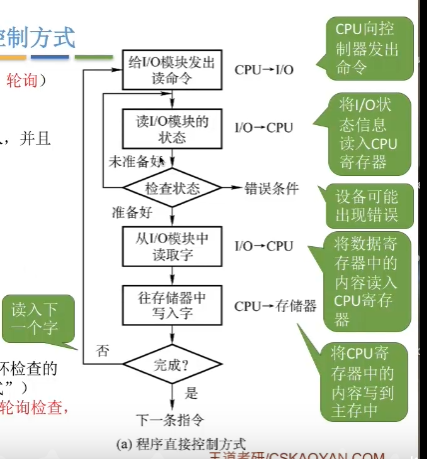 控制方式
轮询）
，并且
环检查的
式”）
轮询检查，
给I/O模块发出
读命令
CPU→I/O
读I/O模块的
状态
I/O→CPU
未准备好
检查状态
错误条件
准备好
从I/O模块中
读取字
I/O→CPU
往存储器中
写入字
CPU→存储器
否
完成？
是
下一条指令
(a) 程序直接控制方式
读入下
一个字
CPU向控
制器发出
命令
将I/O状
态信息
读入CPU
寄存器
设备可能
出现错误
将数据寄
存器中的
内容读入
CPU寄存
器
将CPU寄
存器中的
内容写到
主存中
王道考研/CSKAOYAN.COM